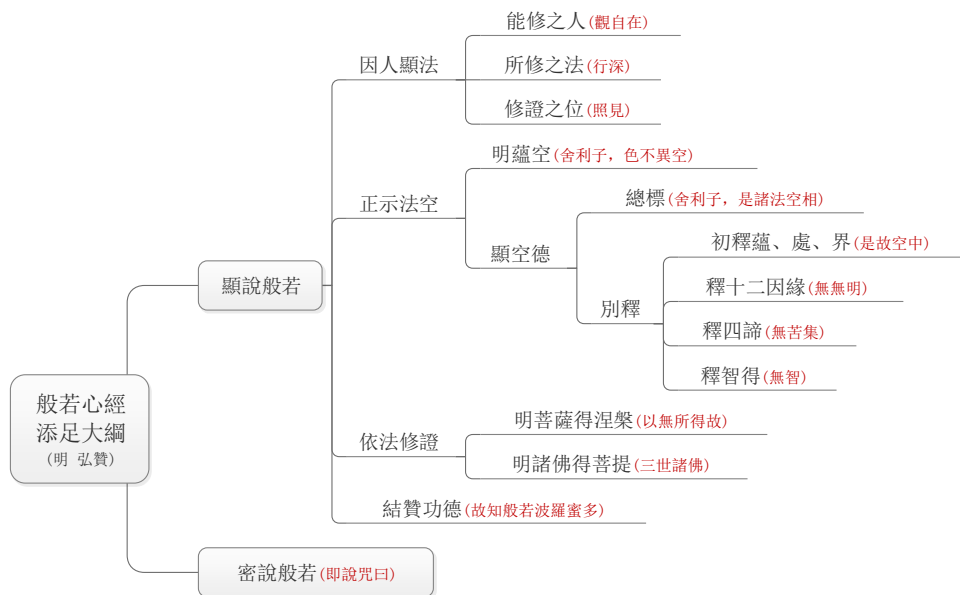 般若心經
添足大綱
(明 弘贊)
顯說般若
因人顯法
能修之人(觀自在)
所修之法(行深)
修證之位(照見)
正示法空
明蘊空(舍利子，色不異空)
顯空德
總標(舍利子，是諸法空相)
別釋
初釋蘊、處、界(是故空中)
釋十二因緣(無無明)
釋四諦(無苦集)
釋智得(無智)
依法修證
明菩薩得涅槃(以無所得故)
明諸佛得菩提(三世諸佛)
結贊功德(故知般若波羅蜜多)
密說般若(即說咒曰)